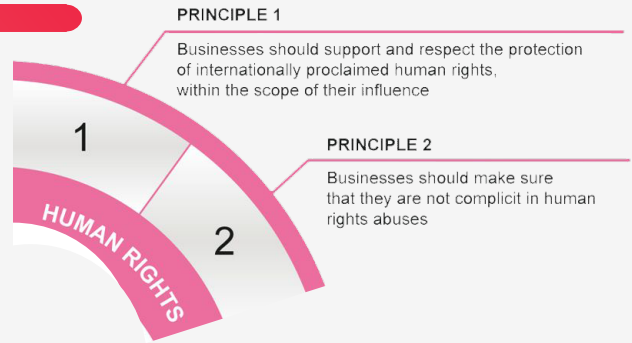 PRINCIPLE 1
Businesses should support and respect the protection
of internationally proclaimed human rights,
within the scope of their influence
1
PRINCIPLE 2
Businesses should make sure
that they are not complicit in human
rights abuses
2
HUMAN RIGHTS